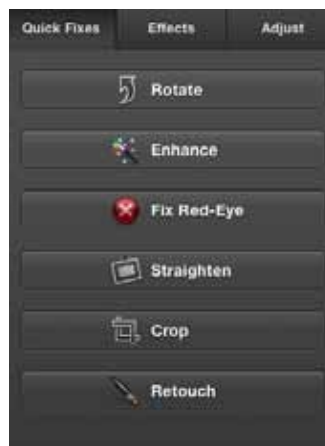 Quick Fixes Effects Adjust
Rotate
Enhance
Fix Red-Eye
Straighten
Crop
Retouch